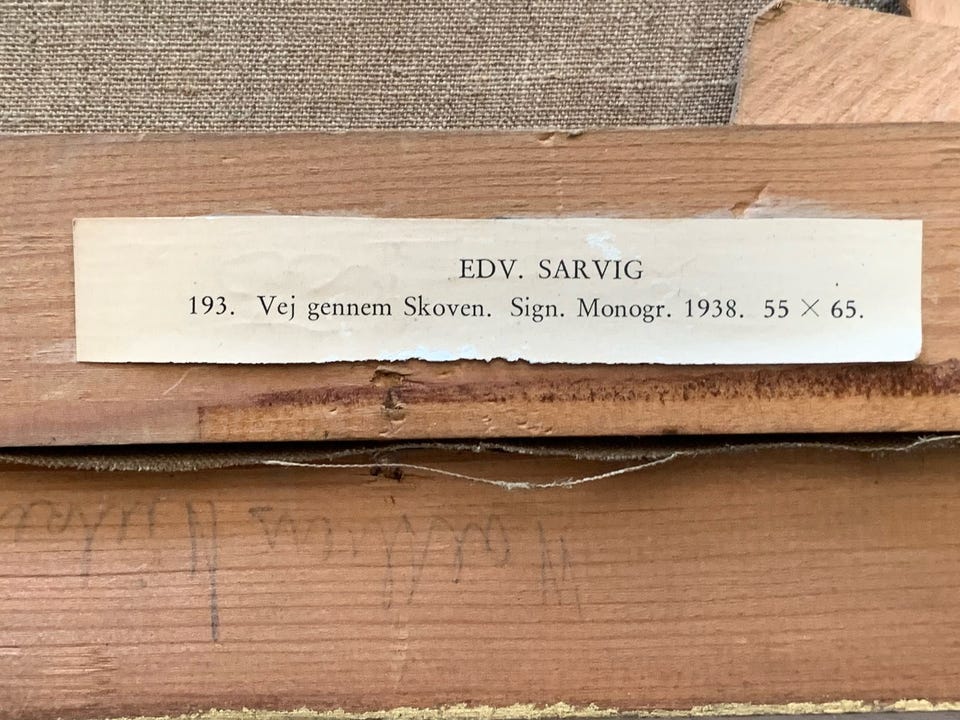 EDV. SARVIG
193. Vej gennem Skoven. Sign. Monogr. 1938. 55 × 65.